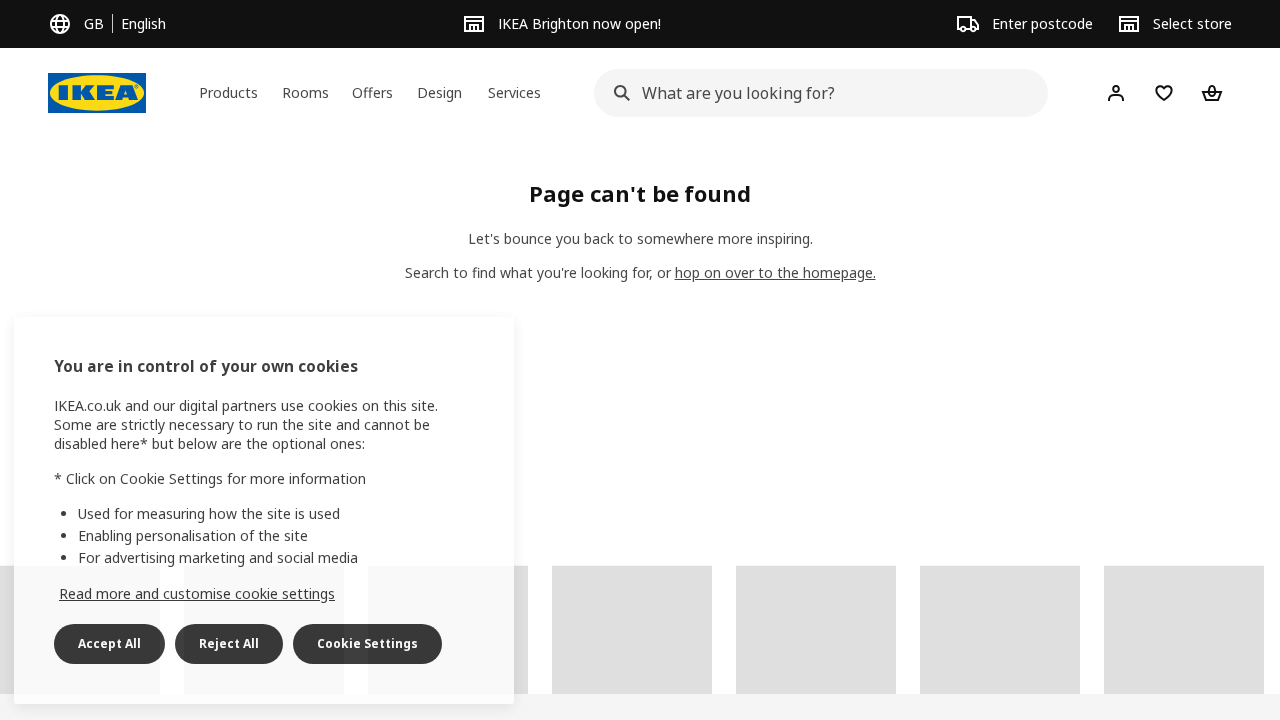 GB
English
IKEA Brighton now open!
Enter postcode
Select store
IKEA
Products
Rooms
Offers
Design
Services
What are you looking for?
Page can't be found
Let's bounce you back to somewhere more inspiring.
Search to find what you're looking for, or hop on over to the homepage.
You are in control of your own cookies
IKEA.co.uk and our digital partners use cookies on this site.
Some are strictly necessary to run the site and cannot be
disabled here* but below are the optional ones:
* Click on Cookie Settings for more information
Used for measuring how the site is used
Enabling personalisation of the site
For advertising marketing and social media
Read more and customise cookie settings
Accept All
Reject All
Cookie Settings